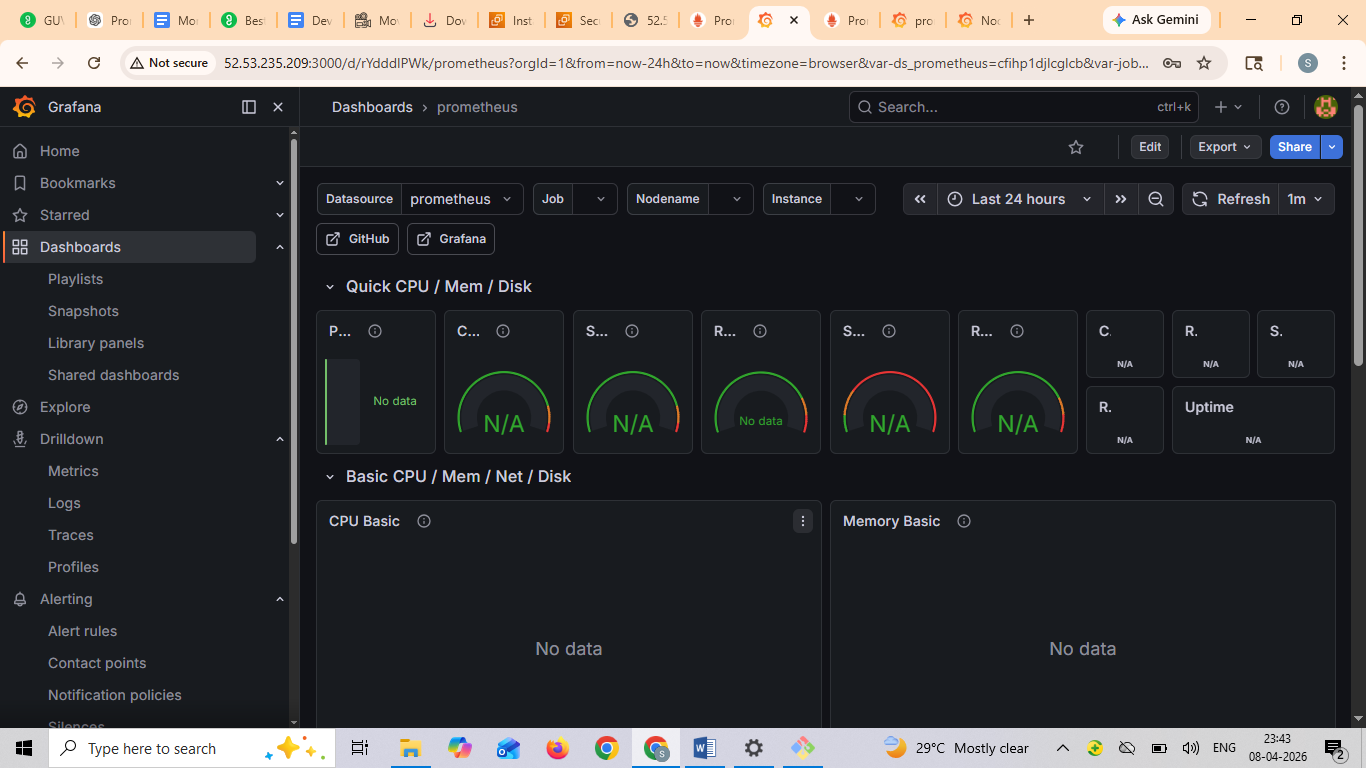 GU
Pro
Mo
Best
Dev
Mo
Dov
Inst
Sec
52.5
Pro
Pro
pro
Noc
Ask Gemini
Not secure
52.53.235.209:3000/d/rYdddlPWk/prometheus?orgId=1&from=now-24h&to=now&timezone=browser&var-ds_prometheus=cfihp1djlcglcb&var-job...
S
Grafana
Dashboards › prometheus
Search...
ctrl+k
Edit
Export
Share
Home
Bookmarks
Starred
Dashboards
Playlists
Snapshots
Library panels
Shared dashboards
Explore
Drilldown
Metrics
Logs
Traces
Profiles
Alerting
Alert rules
Contact points
Notification policies
Silences
Datasource prometheus
Job
Nodename
Instance
Last 24 hours
Refresh 1m
GitHub
Grafana
Quick CPU / Mem / Disk
P...
No data
C...
N/A
S...
N/A
R...
No data
S...
N/A
R...
N/A
C.
N/A
R.
N/A
S.
N/A
R.
N/A
Uptime
N/A
Basic CPU / Mem / Net / Disk
CPU Basic
No data
Memory Basic
No data
Type here to search
S
29°C Mostly clear
ENG
23:43
08-04-2026
2